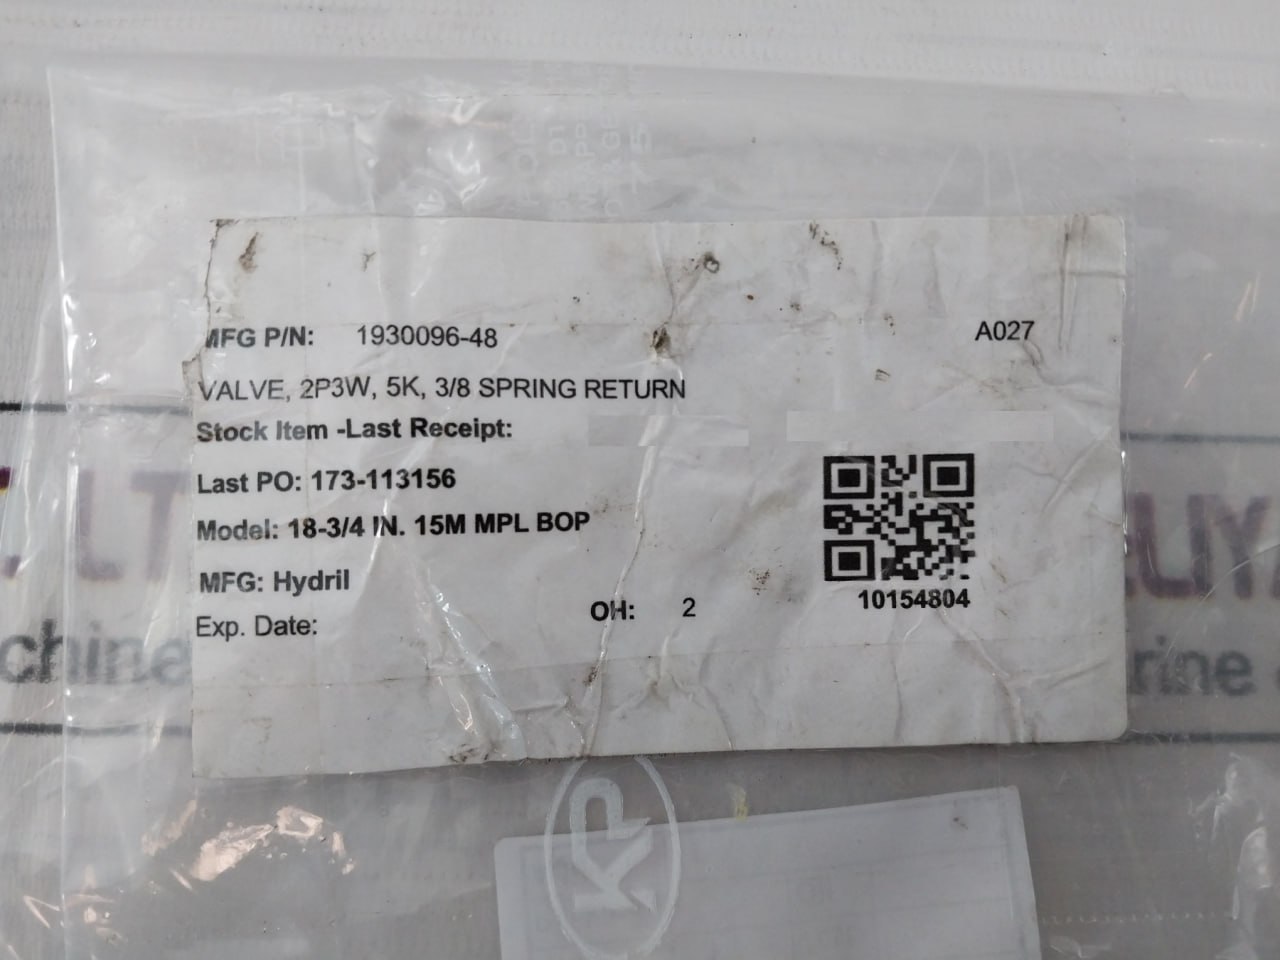 MFG P/N: 1930096-48 A027
VALVE, 2P3W, 5K, 3/8 SPRING RETURN
Stock Item -Last Receipt:
Last PO: 173-113156
Model: 18-3/4 IN. 15M MPL BOP
MFG: Hydril
10154804
Exp. Date: OH: 2
KP